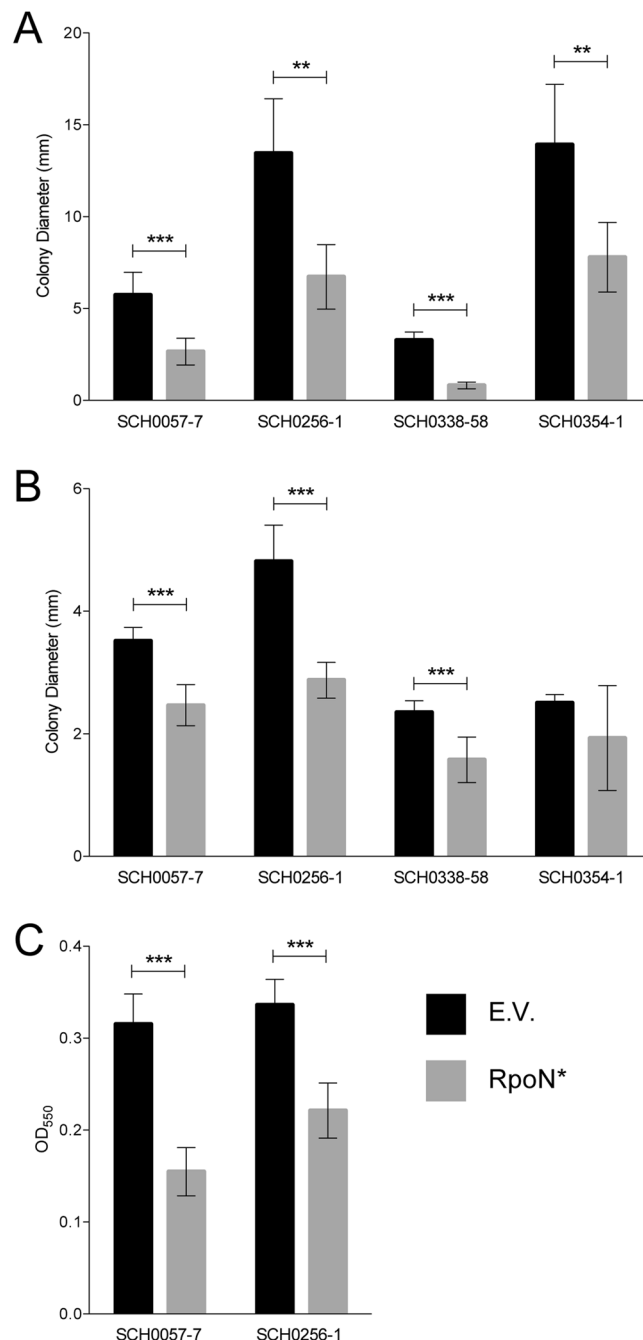 A
20
15
10
5
0
Colony Diameter (mm)
***
**
***
**
SCH0057-7 SCH0256-1 SCH0338-58 SCH0354-1
B
6
4
2
0
Colony Diameter (mm)
***
***
***
SCH0057-7 SCH0256-1 SCH0338-58 SCH0354-1
C
0.4
0.3
0.2
0.1
0.0
OD550
***
***
SCH0057-7 SCH0256-1
E.V.
RpoN*